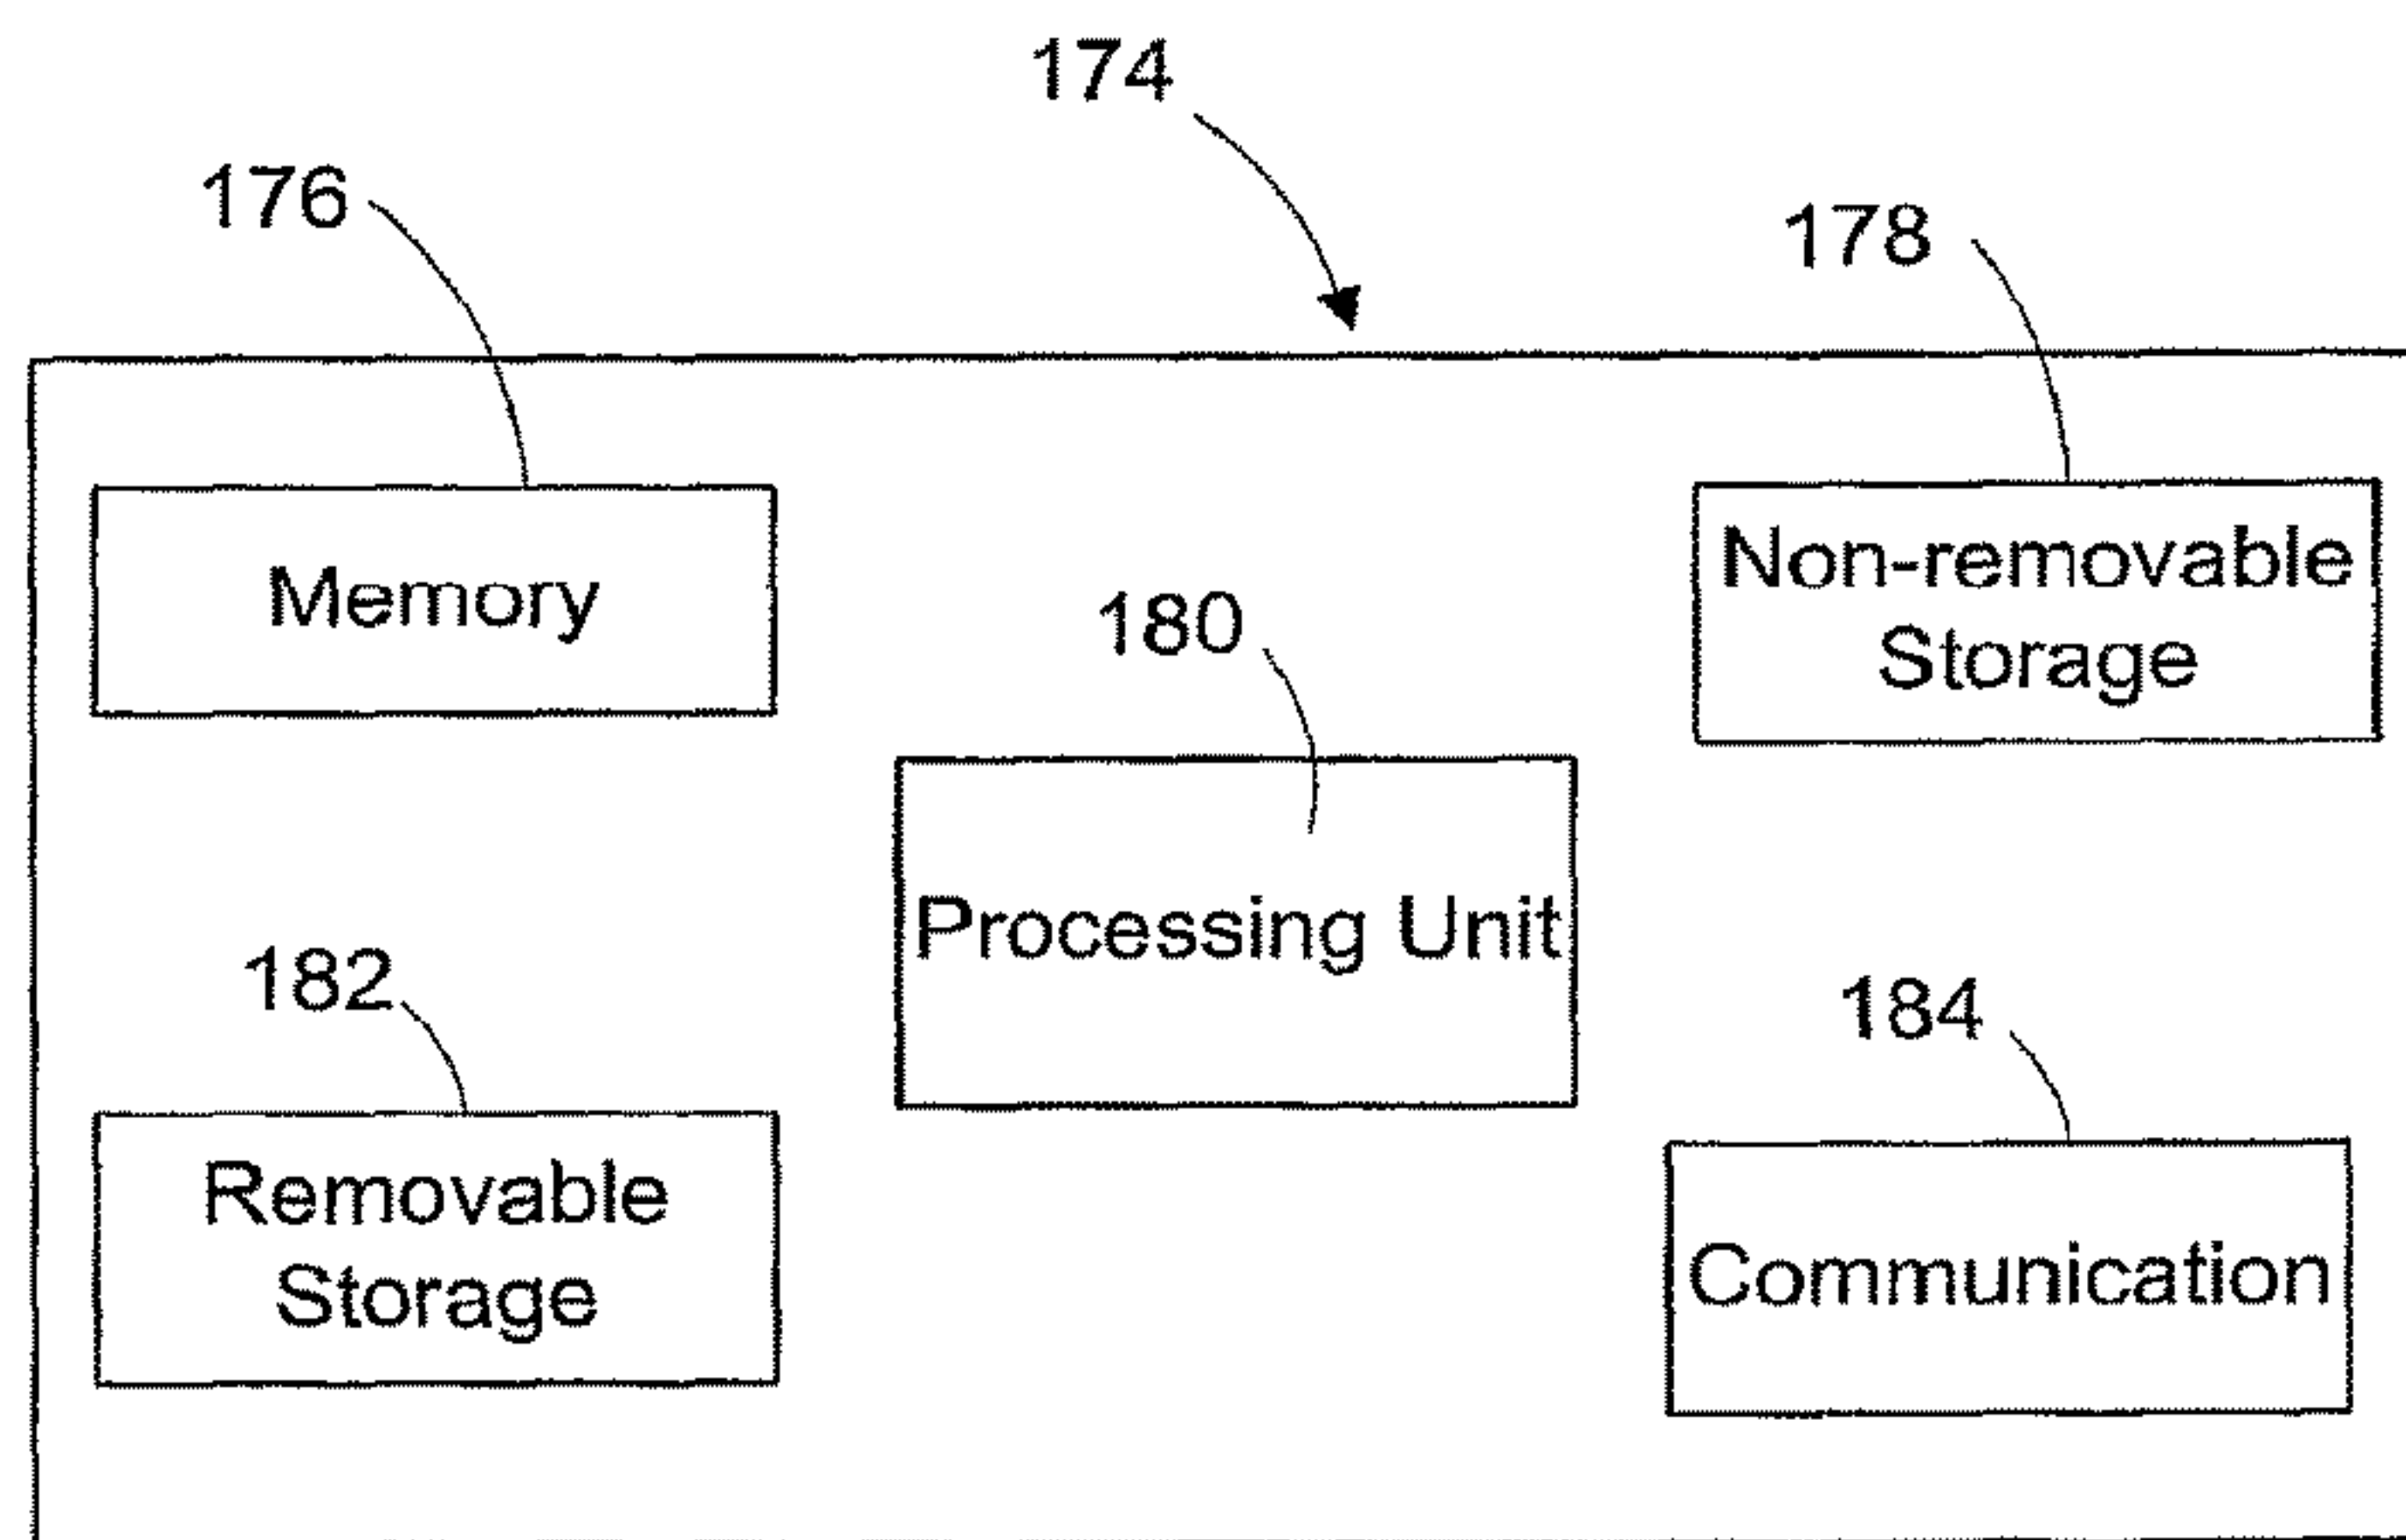 174
176
178
Memory
Non-removable
Storage
180
Processing Unit
182
184
Removable
Storage
Communication